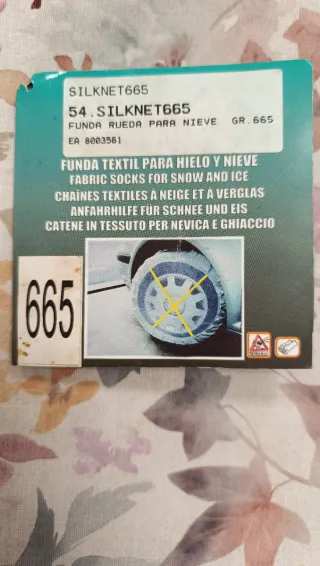 SILKNET665
54.SILKNET665
FUNDA RUEDA PARA NIEVE GR.665
EA 8003561
FUNDA TEXTIL PARA HIELO Y NIEVE
FABRIC SOCKS FOR SNOW AND ICE
CHAÎNES TEXTILES À NEIGE ET À VERGLAS
ANFAHRHILFE FÜR SCHNEE UND EIS
CATENE IN TESSUTO PER NEVICA E GHIACCIO
665